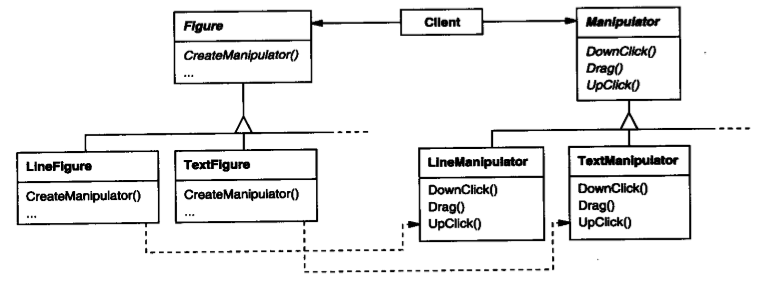 Figure
CreateManipulator()
...
Client
Manipulator
DownClick()
Drag()
UpClick()
LineFigure
CreateManipulator()
...
TextFigure
CreateManipulator()
...
LineManipulator
DownClick()
Drag()
UpClick()
TextManipulator
DownClick()
Drag()
UpClick()